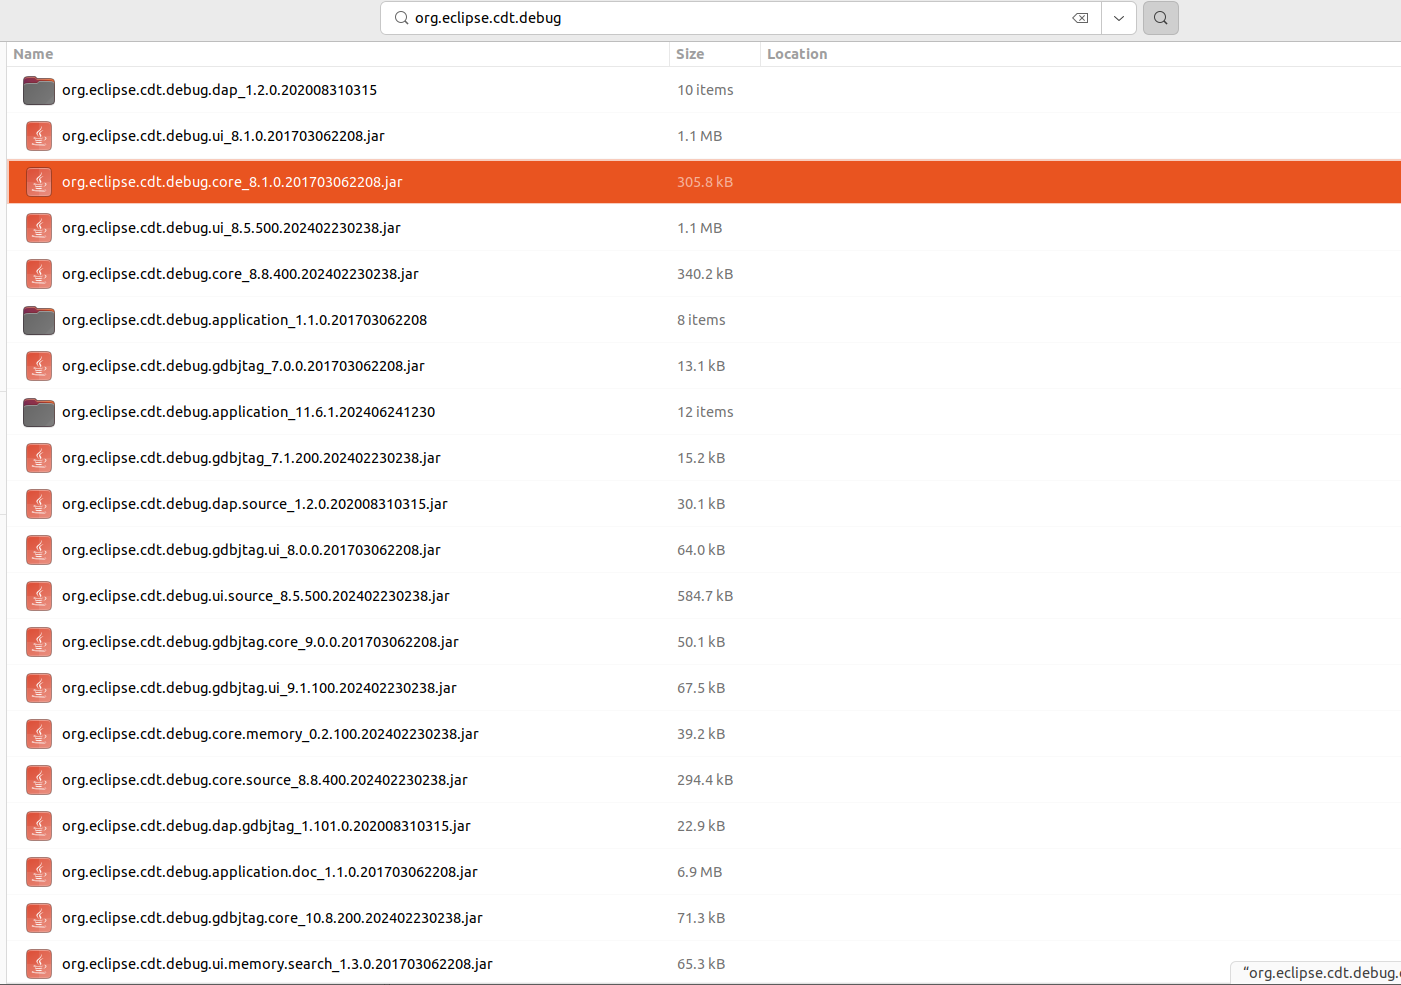 org.eclipse.cdt.debug
Name Size Location
org.eclipse.cdt.debug.dap_1.2.0.202008310315 10 items
org.eclipse.cdt.debug.ui_8.1.0.201703062208.jar 1.1 MB
org.eclipse.cdt.debug.core_8.1.0.201703062208.jar 305.8 kB
org.eclipse.cdt.debug.ui_8.5.500.202402230238.jar 1.1 MB
org.eclipse.cdt.debug.core_8.8.400.202402230238.jar 340.2 kB
org.eclipse.cdt.debug.application_1.1.0.201703062208 8 items
org.eclipse.cdt.debug.gdbjtag_7.0.0.201703062208.jar 13.1 kB
org.eclipse.cdt.debug.application_11.6.1.202406241230 12 items
org.eclipse.cdt.debug.gdbjtag_7.1.200.202402230238.jar 15.2 kB
org.eclipse.cdt.debug.dap.source_1.2.0.202008310315.jar 30.1 kB
org.eclipse.cdt.debug.gdbjtag.ui_8.0.0.201703062208.jar 64.0 kB
org.eclipse.cdt.debug.ui.source_8.5.500.202402230238.jar 584.7 kB
org.eclipse.cdt.debug.gdbjtag.core_9.0.0.201703062208.jar 50.1 kB
org.eclipse.cdt.debug.gdbjtag.ui_9.1.100.202402230238.jar 67.5 kB
org.eclipse.cdt.debug.core.memory_0.2.100.202402230238.jar 39.2 kB
org.eclipse.cdt.debug.core.source_8.8.400.202402230238.jar 294.4 kB
org.eclipse.cdt.debug.dap.gdbjtag_1.101.0.202008310315.jar 22.9 kB
org.eclipse.cdt.debug.application.doc_1.1.0.201703062208.jar 6.9 MB
org.eclipse.cdt.debug.gdbjtag.core_10.8.200.202402230238.jar 71.3 kB
org.eclipse.cdt.debug.ui.memory.search_1.3.0.201703062208.jar 65.3 kB
“org.eclipse.cdt.debug.